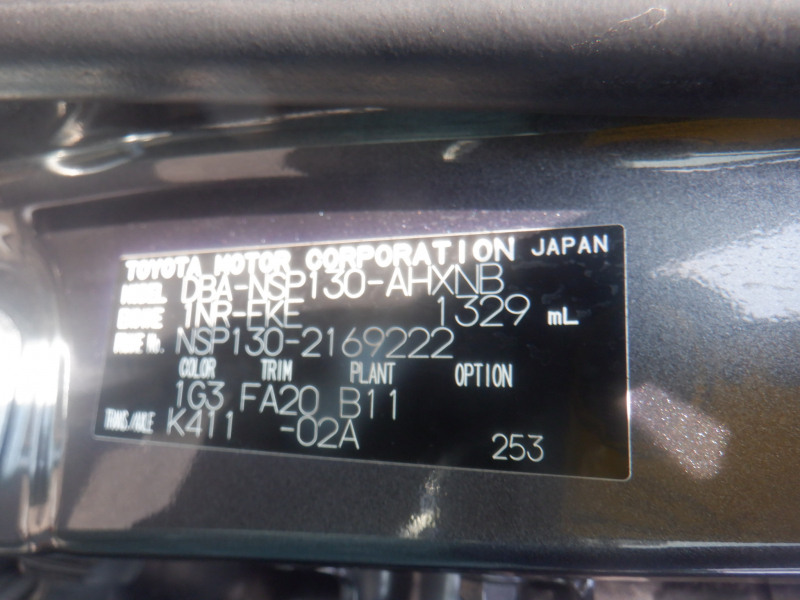 TOYOTA MOTOR CORPORATION JAPAN
MODEL DBA-NSP130-AHXNB
ENGINE 1NR-FKE 1329 mL
FRAME No. NSP130-2169222
COLOR TRIM PLANT OPTION
1G3 FA20 B11
TRANS/AXLE K411 -02A 253